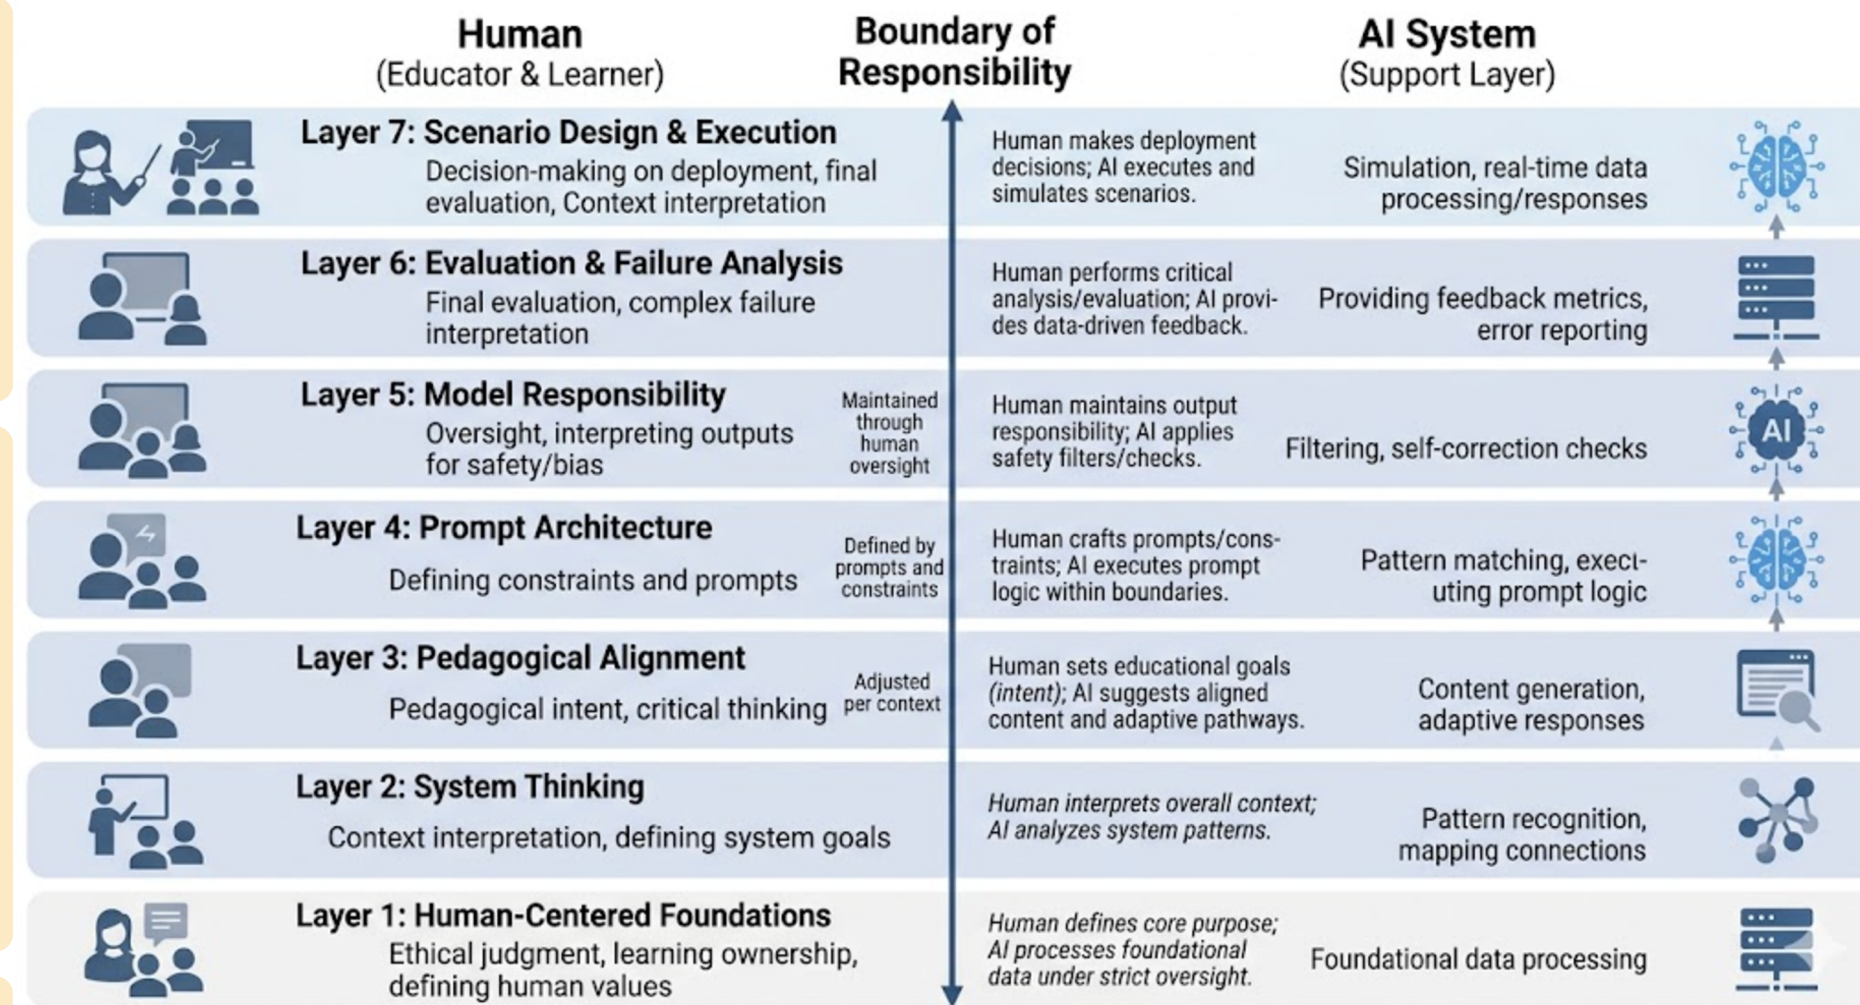 Human
(Educator & Learner)
Boundary of
Responsibility
AI System
(Support Layer)
Layer 7: Scenario Design & Execution
Decision-making on deployment, final
evaluation, Context interpretation
Human makes deployment
decisions; AI executes and
simulates scenarios.
Simulation, real-time data
processing/responses
Layer 6: Evaluation & Failure Analysis
Final evaluation, complex failure
interpretation
Human performs critical
analysis/evaluation; AI provi-
des data-driven feedback.
Providing feedback metrics,
error reporting
Layer 5: Model Responsibility
Oversight, interpreting outputs
for safety/bias
Maintained
through
human
oversight
Human maintains output
responsibility; AI applies
safety filters/checks.
Filtering, self-correction checks
AI
Layer 4: Prompt Architecture
Defining constraints and prompts
Defined by
prompts and
constraints
Human crafts prompts/cons-
traints; AI executes prompt
logic within boundaries.
Pattern matching, execi-
uting prompt logic
Layer 3: Pedagogical Alignment
Pedagogical intent, critical thinking
Adjusted
per context
Human sets educational goals
(intent); AI suggests aligned
content and adaptive pathways.
Content generation,
adaptive responses
Layer 2: System Thinking
Context interpretation, defining system goals
Human interprets overall context;
AI analyzes system patterns.
Pattern recognition,
mapping connections
Layer 1: Human-Centered Foundations
Ethical judgment, learning ownership,
defining human values
Human defines core purpose;
AI processes foundational
data under strict oversight.
Foundational data processing